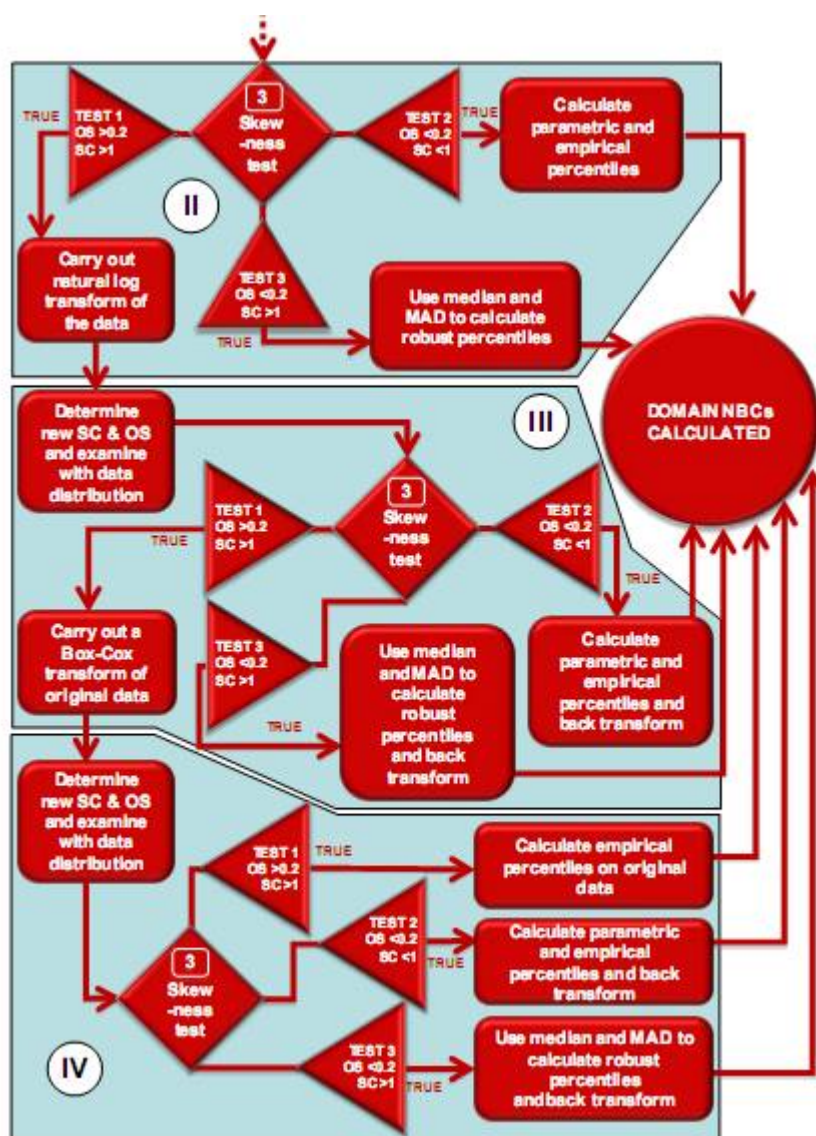 TRUE
TEST 1
OS >0.2
SC >1
3
Skew
-ness
test
TEST 2
OS <0.2
SC <1
TRUE
Calculate
parametric and
empirical
percentiles
II
Carry out
natural log
transform of
the data
TEST 3
OS <0.2
SC >1
TRUE
Use median and
MAD to calculate
robust percentiles
DOMAIN NBCs
CALCULATED
Determine
new SC & OS
and examine
with data
distribution
III
TEST 1
OS >0.2
SC >1
TRUE
3
Skew
-ness
test
TEST 2
OS <0.2
SC <1
TRUE
Carry out a
Box-Cox
transform of
original data
TEST 3
OS <0.2
SC >1
TRUE
Use median
and MAD to
calculate
robust
percentiles
and back
transform
Calculate
parametric and
empirical
percentiles and
back transform
Determine
new SC & OS
and examine
with data
distribution
TEST 1
OS >0.2
SC >1
TRUE
Calculate empirical
percentiles on original
data
3
Skew
-ness
test
TEST 2
OS <0.2
SC <1
TRUE
Calculate parametric
and empirical
percentiles and back
transform
IV
TEST 3
OS <0.2
SC >1
TRUE
Use median and MAD to
calculate robust
percentiles
and back transform